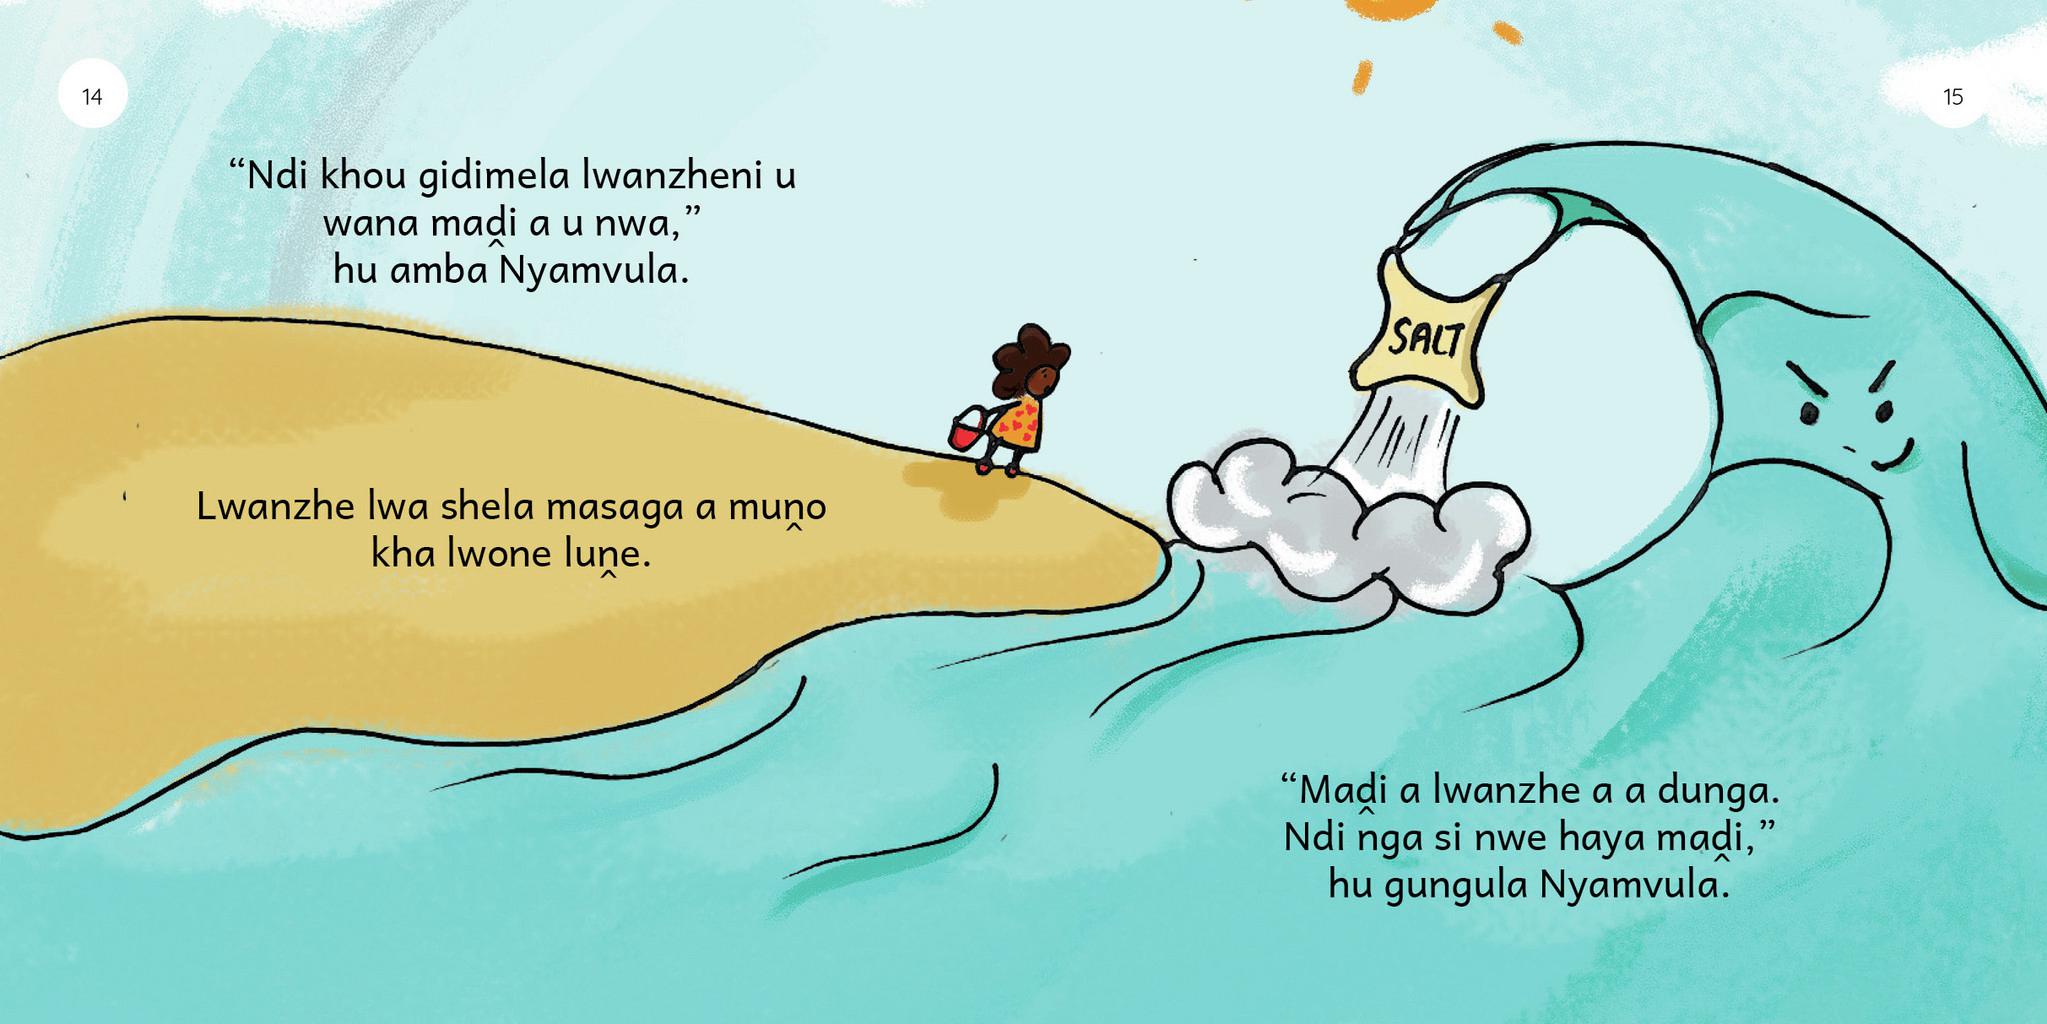 14
“Ndi khou gidimela lwanzheni u
wana maḓi a u nwa,”
hu amba Nyamvula.
Lwanzhe lwa shela masaga a muṋo
kha lwone luṋe.
15
SALT
“Maḓi a lwanzhe a a dunga.
Ndi nga si nwe haya maḓi,”
hu gungula Nyamvula.